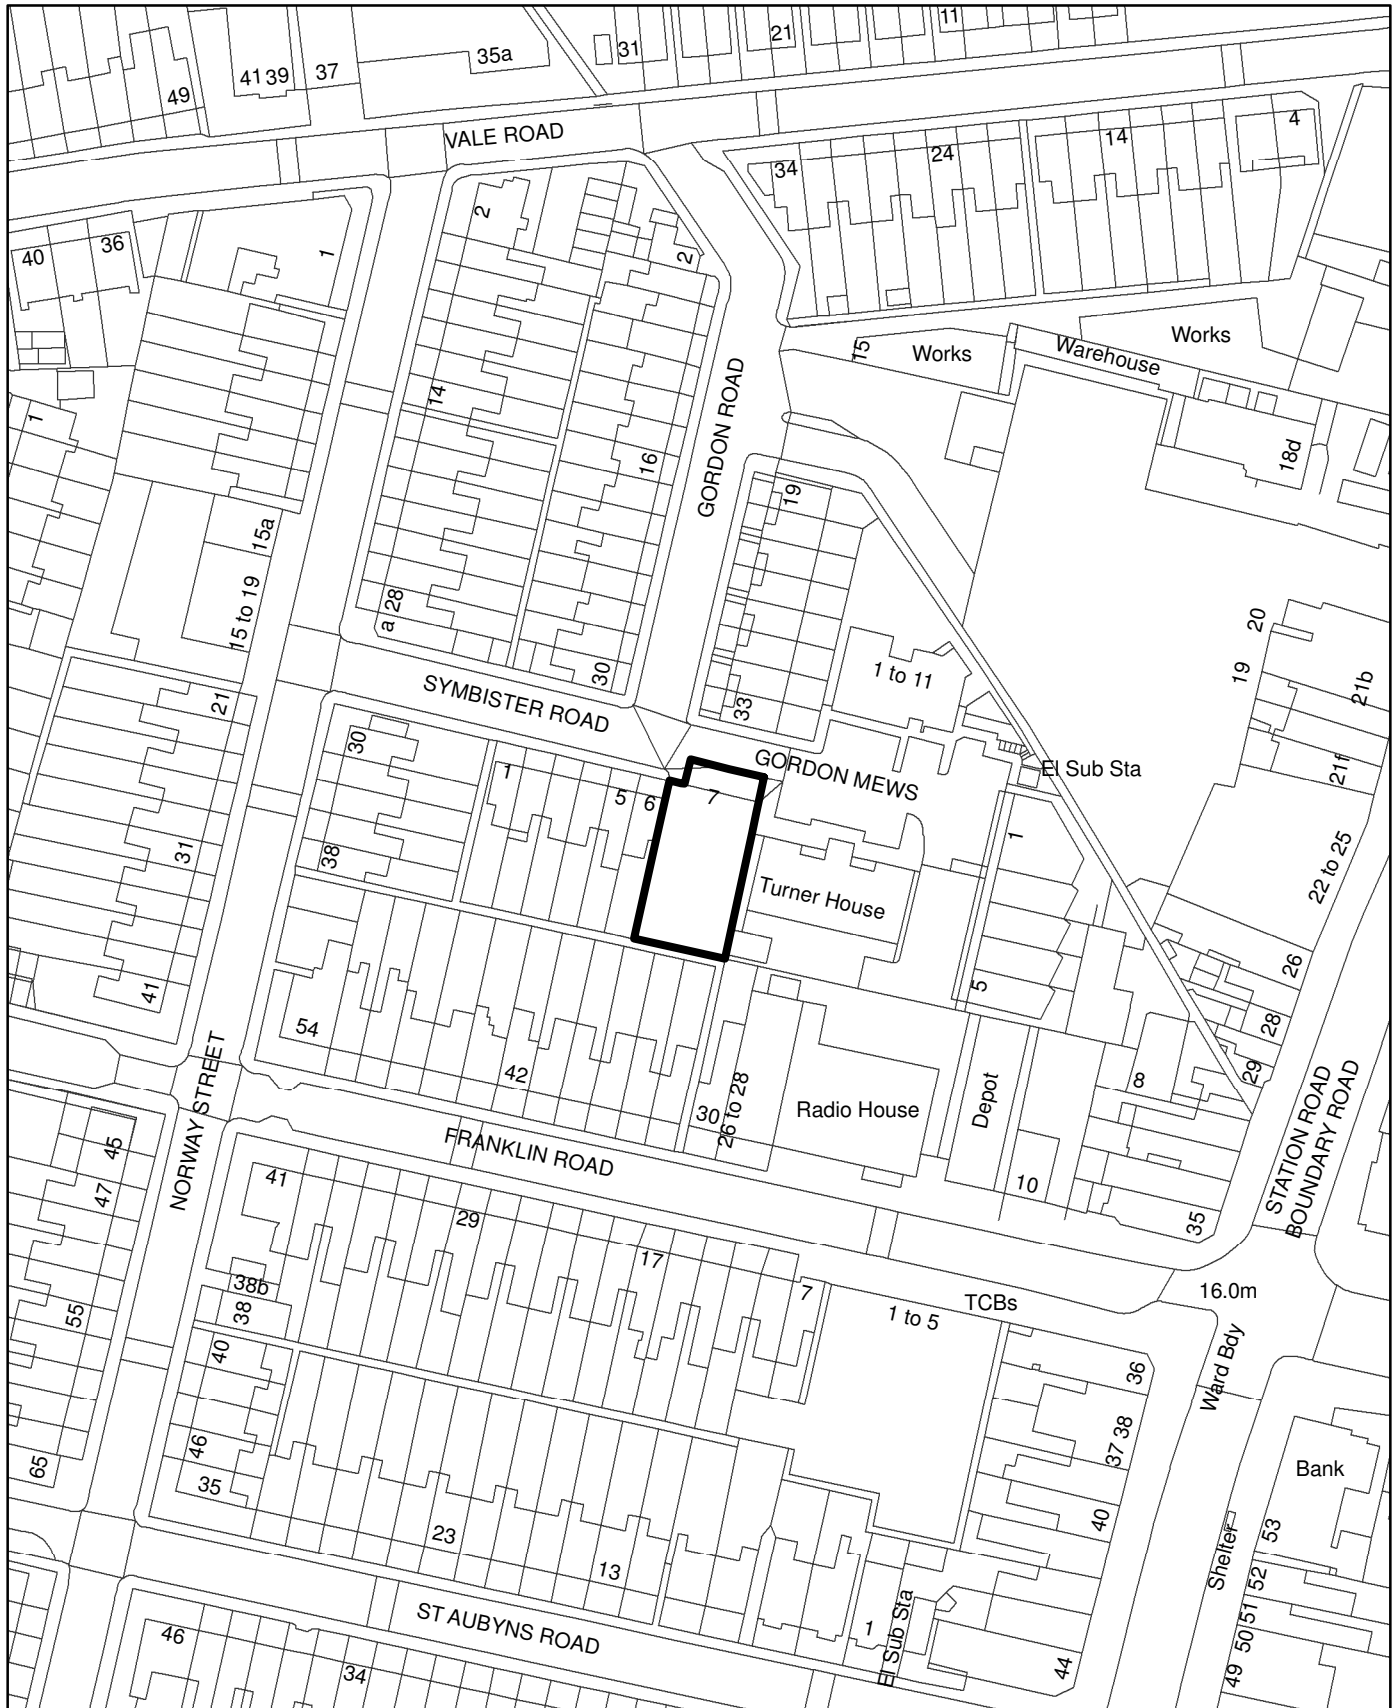 11
21
31
35a
37
41 39
49
VALE ROAD
4
14
24
34
2
2
1
36
40
15
Works
Warehouse
Works
14
GORDON ROAD
16
18d
1
19
15a
15 to 19
a 28
30
20
19
21b
21f
1 to 11
33
SYMBISTER ROAD
21
30
GORDON MEWS
El Sub Sta
1
5
6
7
38
31
1
22 to 25
Turner House
26
41
5
28
54
29
42
8
NORWAY STREET
30
26 to 28
Radio House
Depot
STATION ROAD
BOUNDARY ROAD
FRANKLIN ROAD
45
47
41
10
35
29
17
7
38b
38
55
TCBs
1 to 5
16.0m
40
36
Ward Bdy
37 38
46
65
35
Bank
40
23
13
53
Shelter
52
51
50
49
1
El Sub Sta
ST AUBYNS ROAD
46
34
44